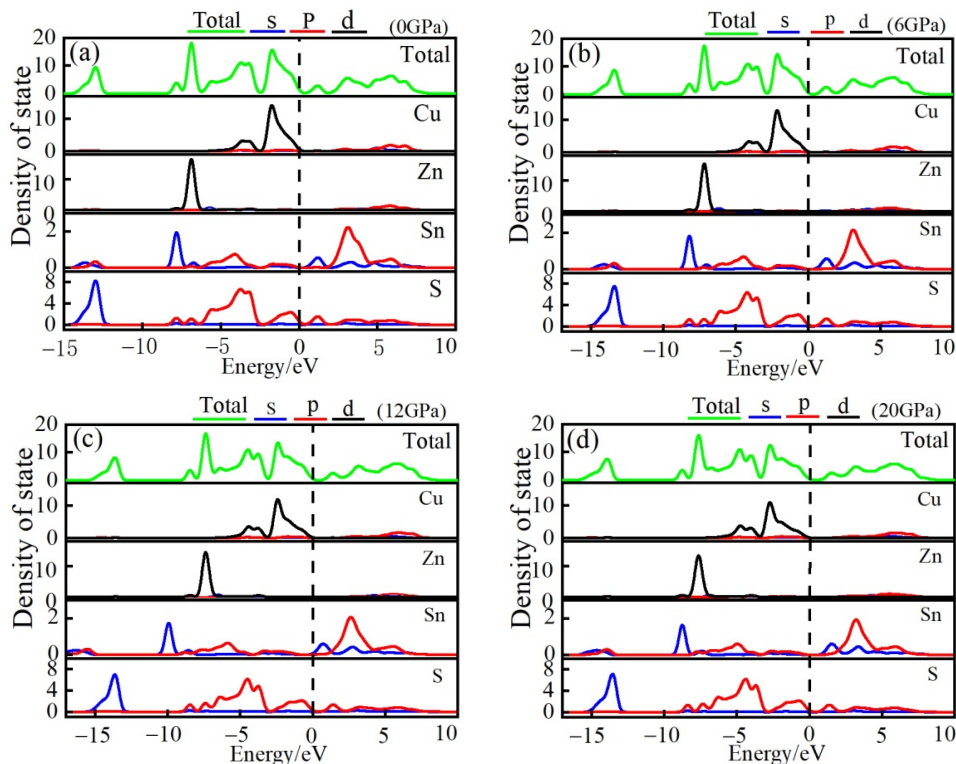 Total s P d (0GPa)
(a)
Density of state
20
10
0
Total
10
0
Cu
10
0
Zn
2
0
Sn
8
4
0
S
−15 −10 −5 0 5 10
Energy/eV
Total s p d (6GPa)
(b)
Density of state
20
10
0
Total
10
0
Cu
10
0
Zn
2
0
Sn
8
4
0
S
−15 −10 −5 0 5 10
Energy/eV
Total s p d (12GPa)
(c)
Density of state
20
10
0
Total
10
0
Cu
10
0
Zn
2
0
Sn
8
4
0
S
−15 −10 −5 0 5 10
Energy/eV
Total s p d (20GPa)
(d)
Density of state
20
10
0
Total
10
0
Cu
10
0
Zn
2
0
Sn
8
4
0
S
−15 −10 −5 0 5 10
Energy/eV